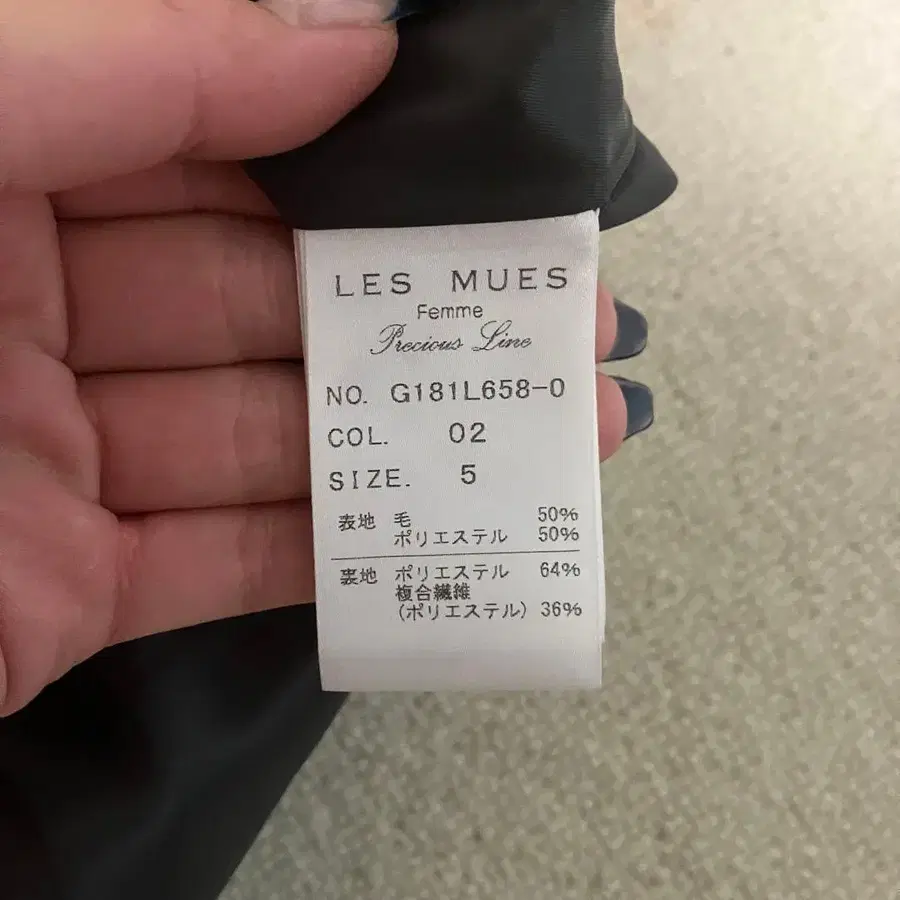 LES MUES
Femme
Precious Line
NO. G181L658-0
COL. 02
SIZE. 5
表地 毛 50%
ポリエステル 50%
裏地 ポリエステル 64%
複合繊維
(ポリエステル) 36%